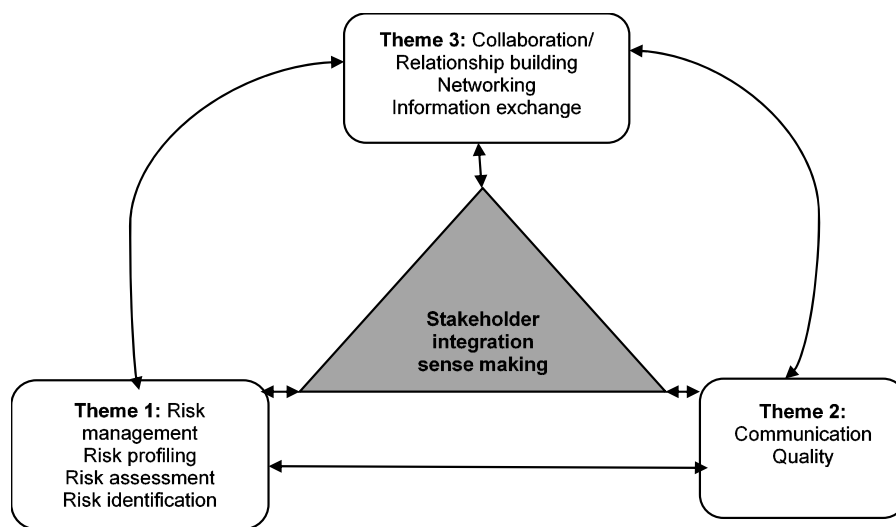 Theme 3: Collaboration/
Relationship building
Networking
Information exchange
Stakeholder
integration
sense making
Theme 1: Risk
management
Risk profiling
Risk assessment
Risk identification
Theme 2:
Communication
Quality